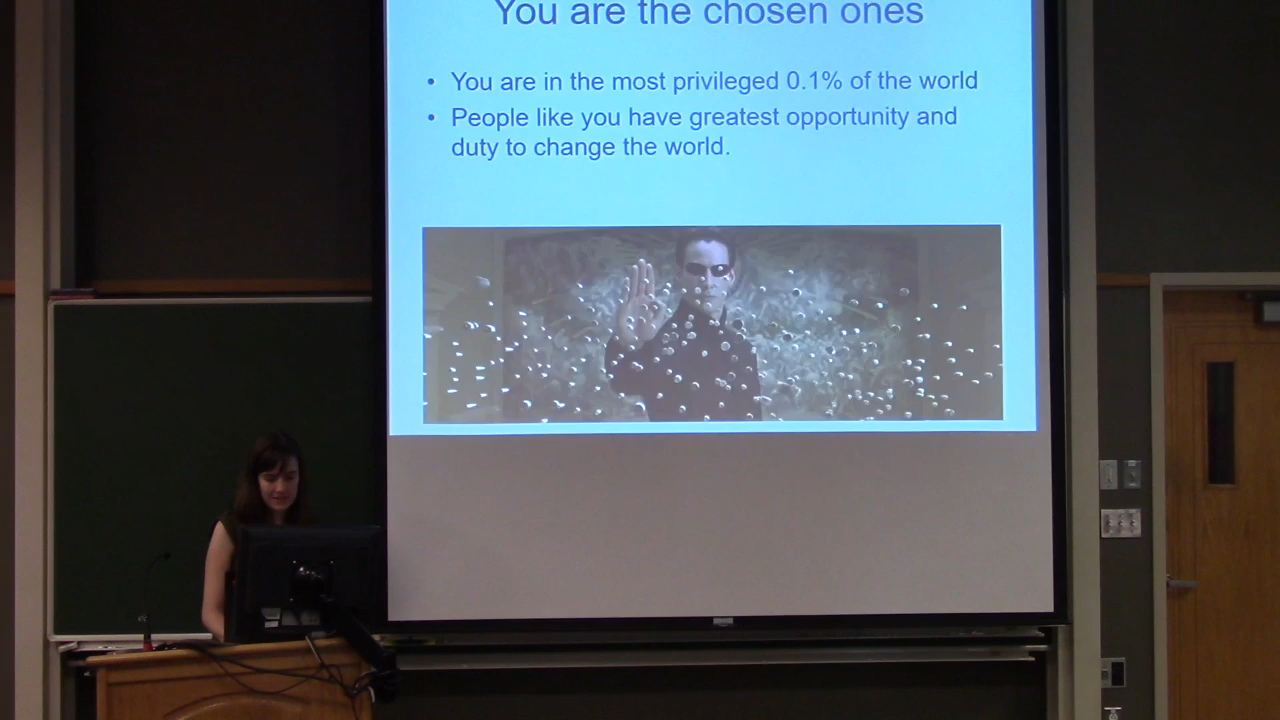 You are the chosen ones
• You are in the most privileged 0.1% of the world
• People like you have greatest opportunity and
duty to change the world.